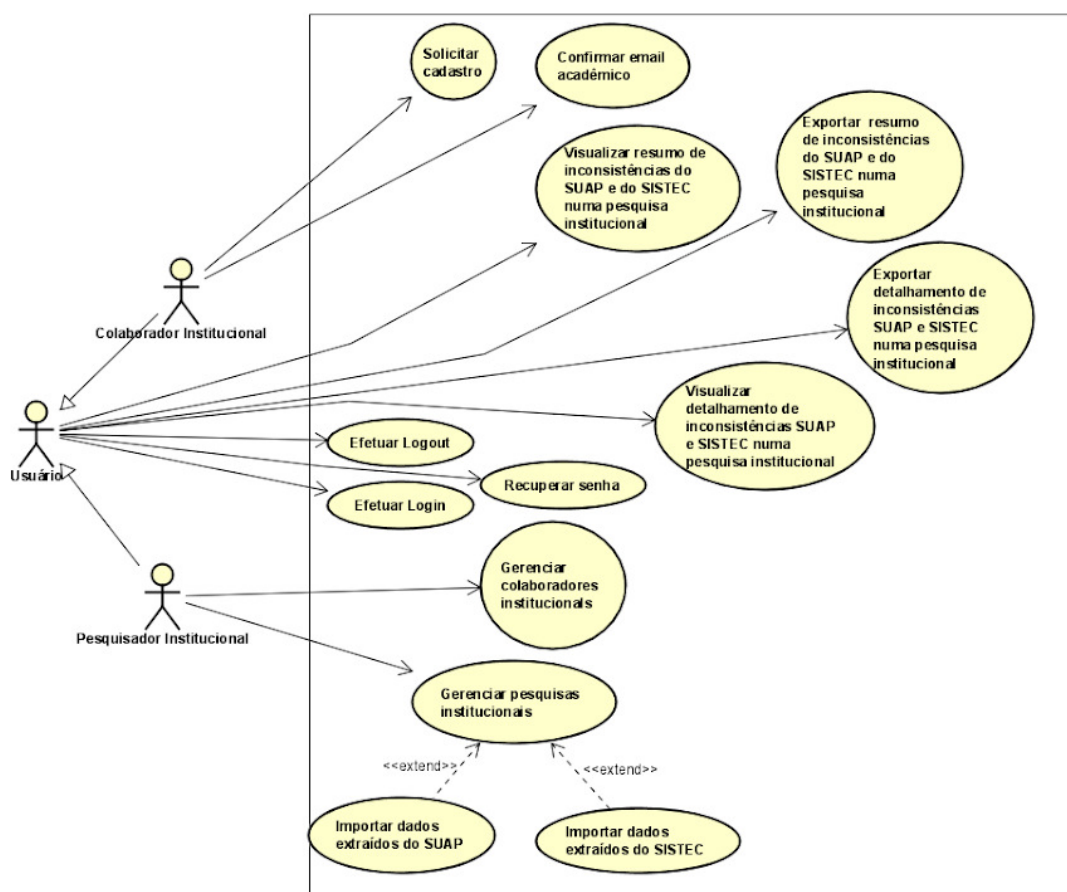 Solicitar
cadastro
Confirmar email
acadêmico
Exportar resumo
de inconsistências
do SUAP e do
SISTEC numa
pesquisa
institucional
Visualizar resumo de
inconsistências do
SUAP e do SISTEC
numa pesquisa
institucional
Exportar
detalhamento de
inconsistências
SUAP e SISTEC
numa pesquisa
institucional
Colaborador Institucional
Visualizar
detalhamento de
inconsistências SUAP
e SISTEC numa
pesquisa institucional
Efetuar Logout
Usuário
Recuperar senha
Efetuar Login
Gerenciar
colaboradores
institucionals
Pesquisador Institucional
Gerenciar pesquisas
institucionais
<<extend>>
<<extend>>
Importar dados
extraídos do SUAP
Importar dados
extraídos do SISTEC